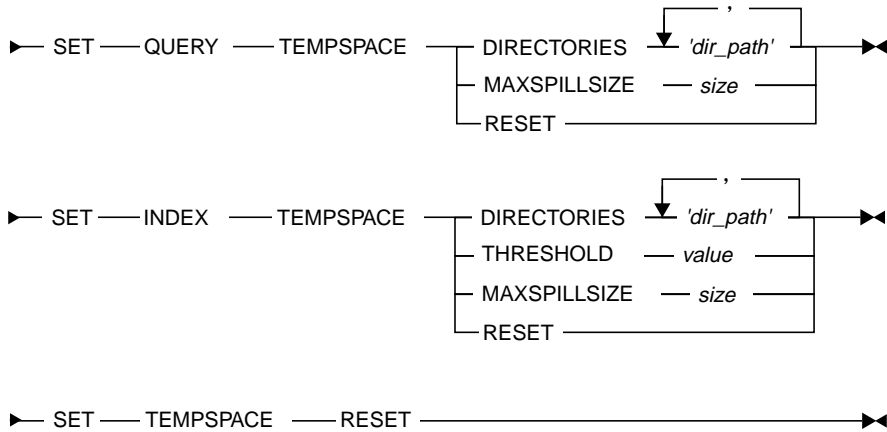 ,
SET QUERY TEMPSPACE DIRECTORIES 'dir_path'
MAXSPILLSIZE size
RESET
,
SET INDEX TEMPSPACE DIRECTORIES 'dir_path'
THRESHOLD value
MAXSPILLSIZE size
RESET
SET TEMPSPACE RESET